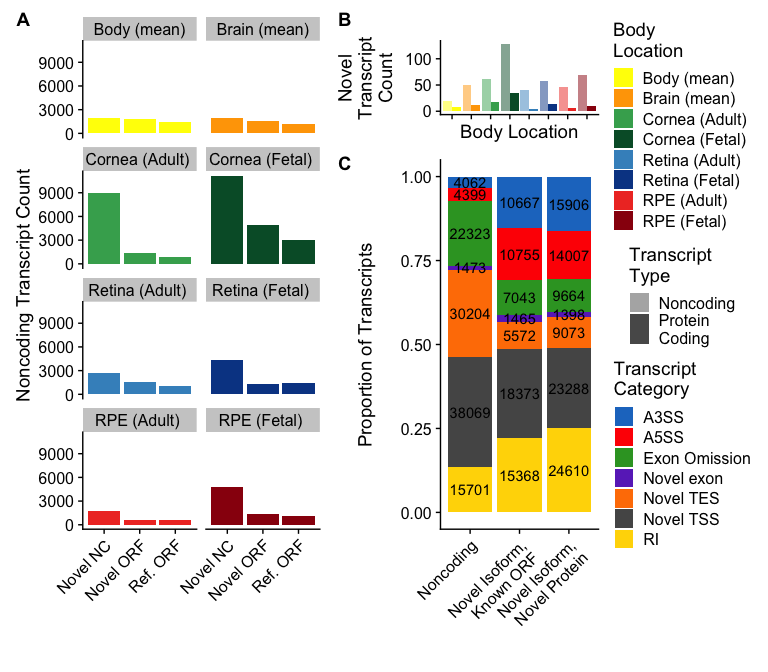 A
Noncoding Transcript Count
Body (mean)
Brain (mean)
9000
6000
3000
0
Cornea (Adult)
Cornea (Fetal)
9000
6000
3000
0
Retina (Adult)
Retina (Fetal)
9000
6000
3000
0
RPE (Adult)
RPE (Fetal)
9000
6000
3000
0
Novel NC
Novel ORF
Ref. ORF
Novel NC
Novel ORF
Ref. ORF
B
Novel
Transcript
Count
100
50
0
Body Location
C
Proportion of Transcripts
1.00
0.75
0.50
0.25
0.00
4062
4399
22323
1473
30204
38069
15701
10667
10755
7043
1465
5572
18373
15368
15906
14007
9664
1398
9073
23288
24610
Noncoding
Novel Isoform,
Known ORF
Novel Isoform,
Novel Protein
Body
Location
Body (mean)
Brain (mean)
Cornea (Adult)
Cornea (Fetal)
Retina (Adult)
Retina (Fetal)
RPE (Adult)
RPE (Fetal)
Transcript
Type
Noncoding
Protein
Coding
Transcript
Category
A3SS
A5SS
Exon Omission
Novel exon
Novel TES
Novel TSS
RI